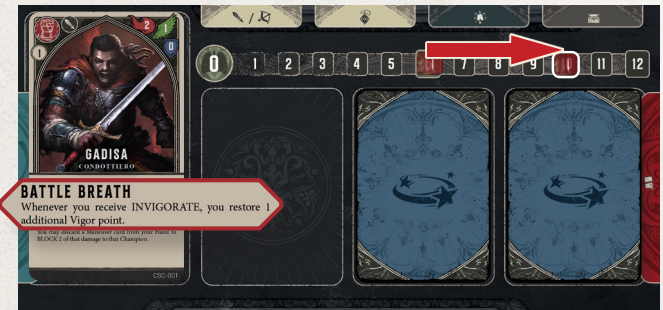 2
1
1
0
GADISA
CONDOTTIERO
0 1 2 3 4 5 7 8 9 10 11 12
BATTLE BREATH
Whenever you receive INVIGORATE, you restore 1
additional Vigor point.
You may discard a Maneuver card from your Hand to
BLOCK 2 of that damage to that Champion.
CSC-001